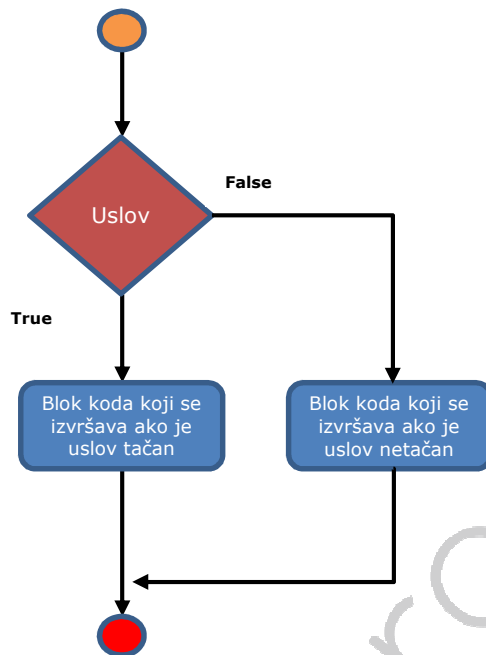 False
Uslov
True
Blok koda koji se
izvršava ako je
uslov tačan
Blok koda koji se
izvršava ako je
uslov netačan